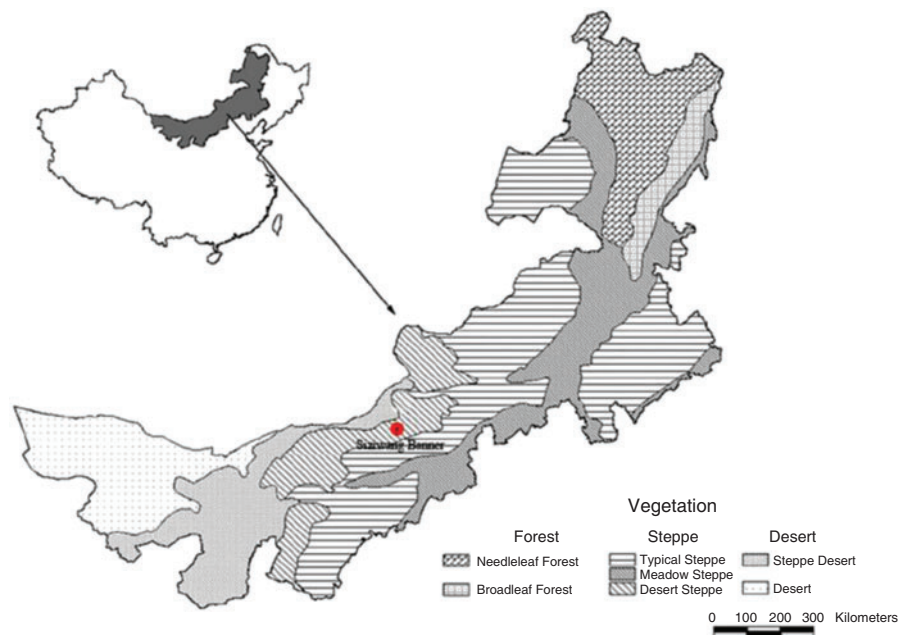 Siziwang Banner
Vegetation
Forest
Needleleaf Forest
Broadleaf Forest
Steppe
Typical Steppe
Meadow Steppe
Desert Steppe
Desert
Steppe Desert
Desert
0 100 200 300 Kilometers